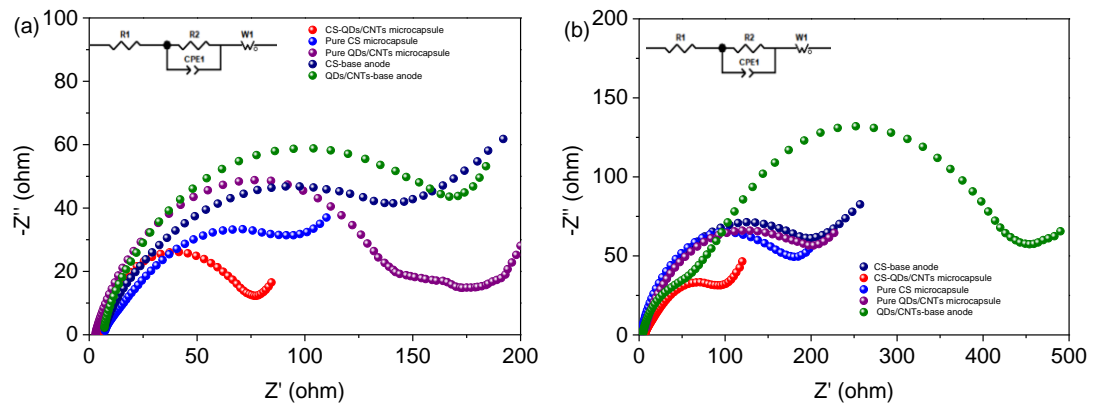 (a)
R1
R2
W1
CPE1
CS-QDs/CNTs microcapsule
Pure CS microcapsule
Pure QDs/CNTs microcapsule
CS-base anode
QDs/CNTs-base anode
100
80
60
40
20
0
0
50
100
150
200
-Z'' (ohm)
Z' (ohm)
(b)
R1
R2
W1
CPE1
CS-base anode
CS-QDs/CNTs microcapsule
Pure CS microcapsule
Pure QDs/CNTs microcapsule
QDs/CNTs-base anode
200
150
100
50
0
0
100
200
300
400
500
-Z'' (ohm)
Z' (ohm)